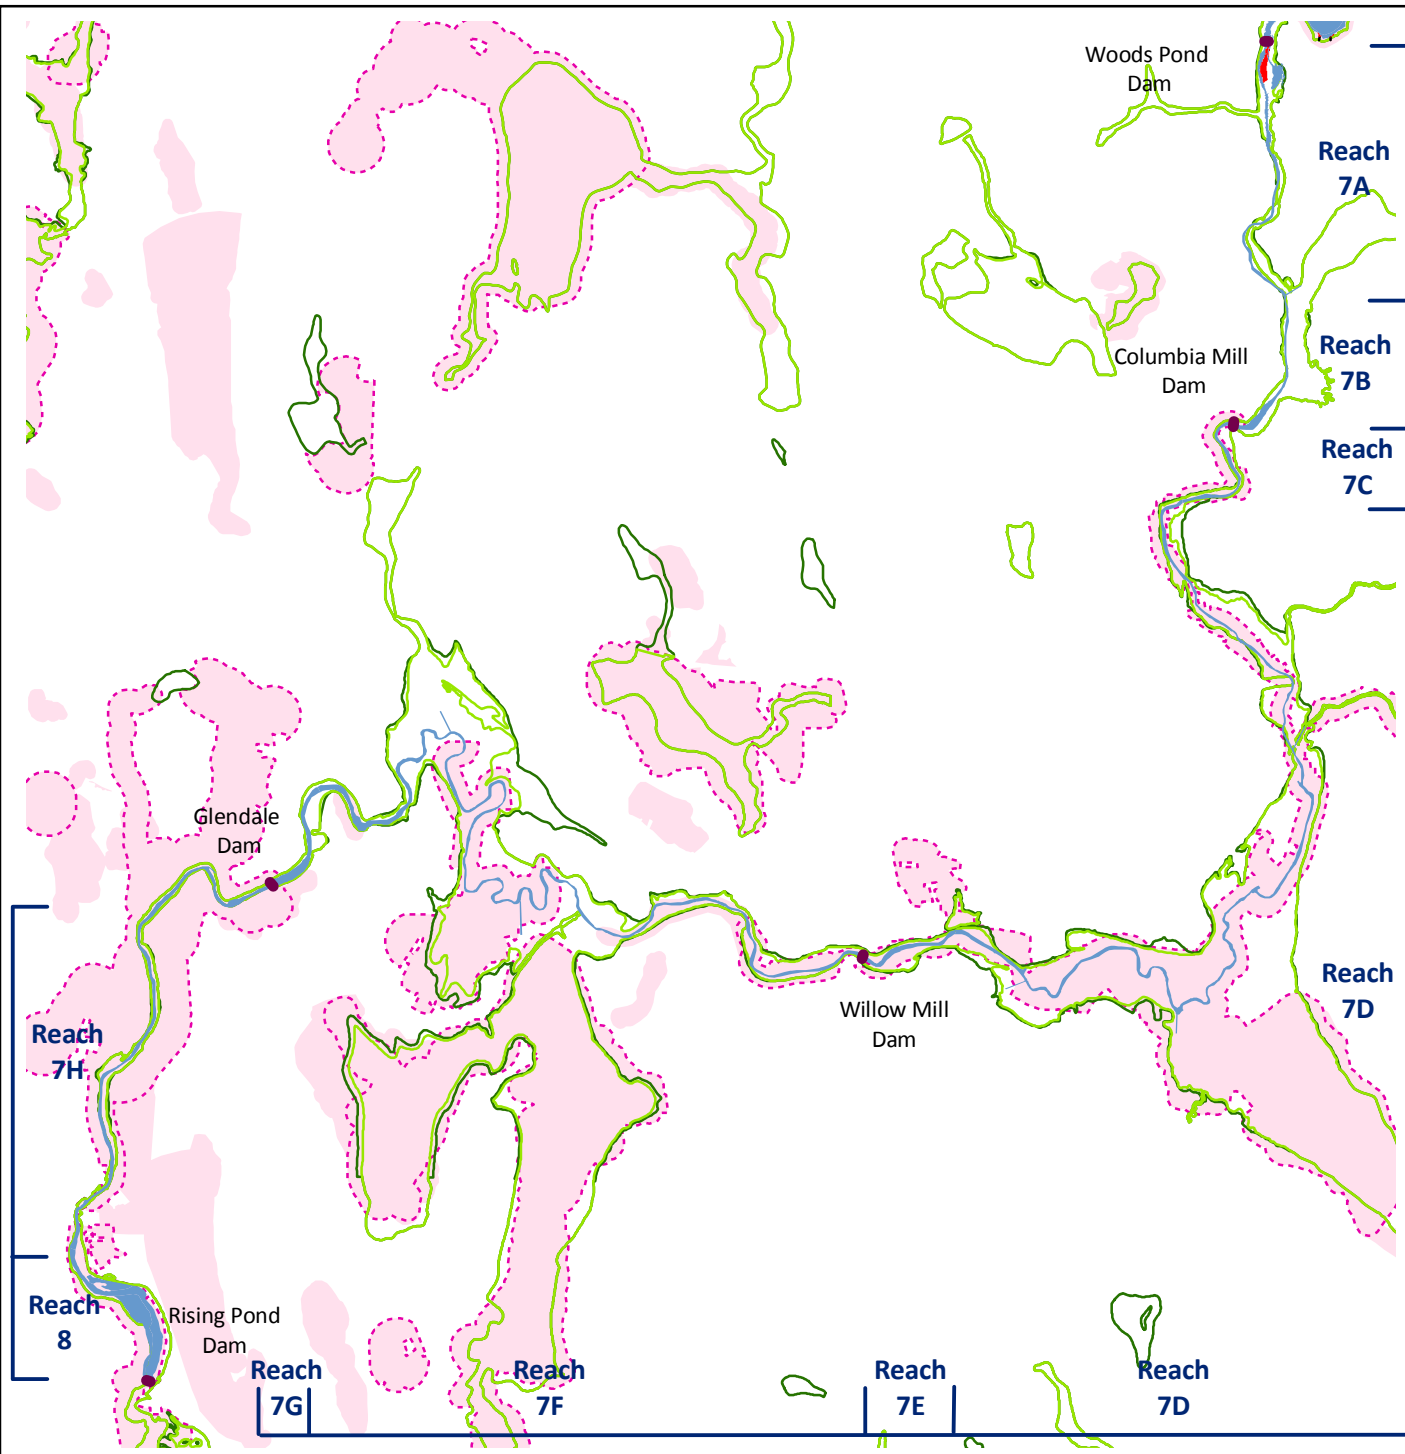 Woods Pond
Dam
Reach
7A
Columbia Mill
Dam
Reach
7B
Reach
7C
Glendale
Dam
Willow Mill
Dam
Reach
7D
Reach
7H
Reach
8
Rising Pond
Dam
Reach
7G
Reach
7F
Reach
7E
Reach
7D